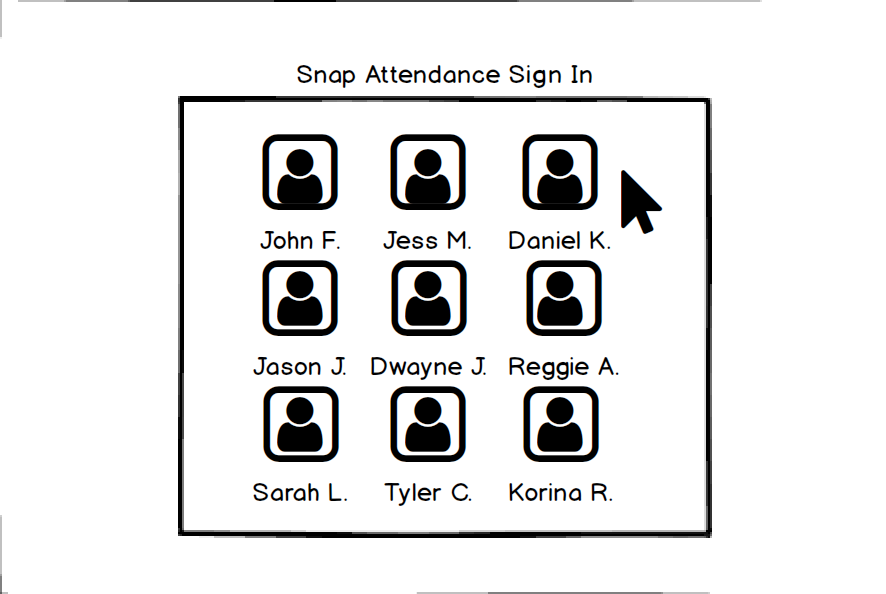 Snap Attendance Sign In
John F. Jess M. Daniel K.
Jason J. Dwayne J. Reggie A.
Sarah L. Tyler C. Korina R.